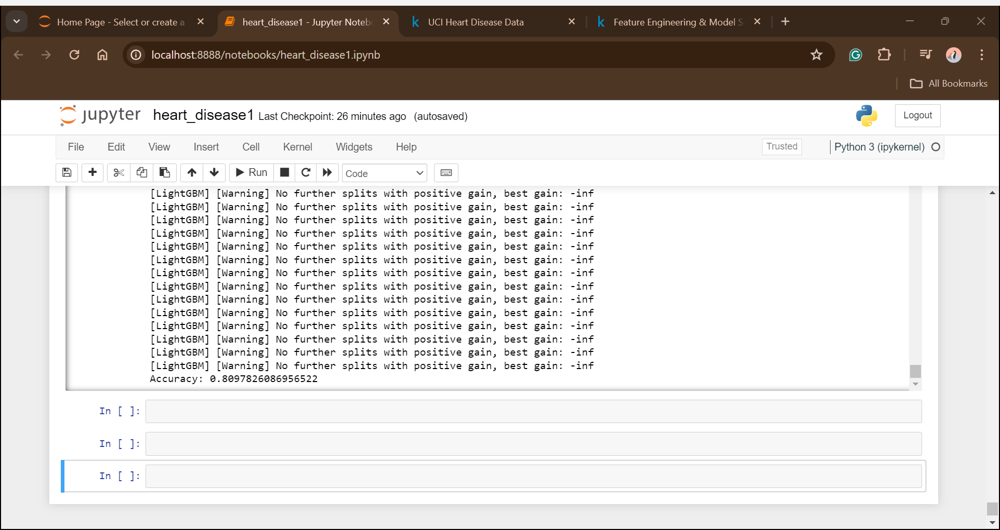 Home Page - Select or create a
heart_disease1 - Jupyter Noteb
UCI Heart Disease Data
Feature Engineering & Model S
localhost:8888/notebooks/heart_disease1.ipynb
All Bookmarks
jupyter heart_disease1 Last Checkpoint: 26 minutes ago (autosaved)
Logout
File Edit View Insert Cell Kernel Widgets Help
Trusted
Python 3 (ipykernel)
Run
Code
[LightGBM] [Warning] No further splits with positive gain, best gain: -inf
[LightGBM] [Warning] No further splits with positive gain, best gain: -inf
[LightGBM] [Warning] No further splits with positive gain, best gain: -inf
[LightGBM] [Warning] No further splits with positive gain, best gain: -inf
[LightGBM] [Warning] No further splits with positive gain, best gain: -inf
[LightGBM] [Warning] No further splits with positive gain, best gain: -inf
[LightGBM] [Warning] No further splits with positive gain, best gain: -inf
[LightGBM] [Warning] No further splits with positive gain, best gain: -inf
[LightGBM] [Warning] No further splits with positive gain, best gain: -inf
[LightGBM] [Warning] No further splits with positive gain, best gain: -inf
[LightGBM] [Warning] No further splits with positive gain, best gain: -inf
[LightGBM] [Warning] No further splits with positive gain, best gain: -inf
[LightGBM] [Warning] No further splits with positive gain, best gain: -inf
[LightGBM] [Warning] No further splits with positive gain, best gain: -inf
Accuracy: 0.8097826086956522
In [ ]:
In [ ]:
In [ ]: